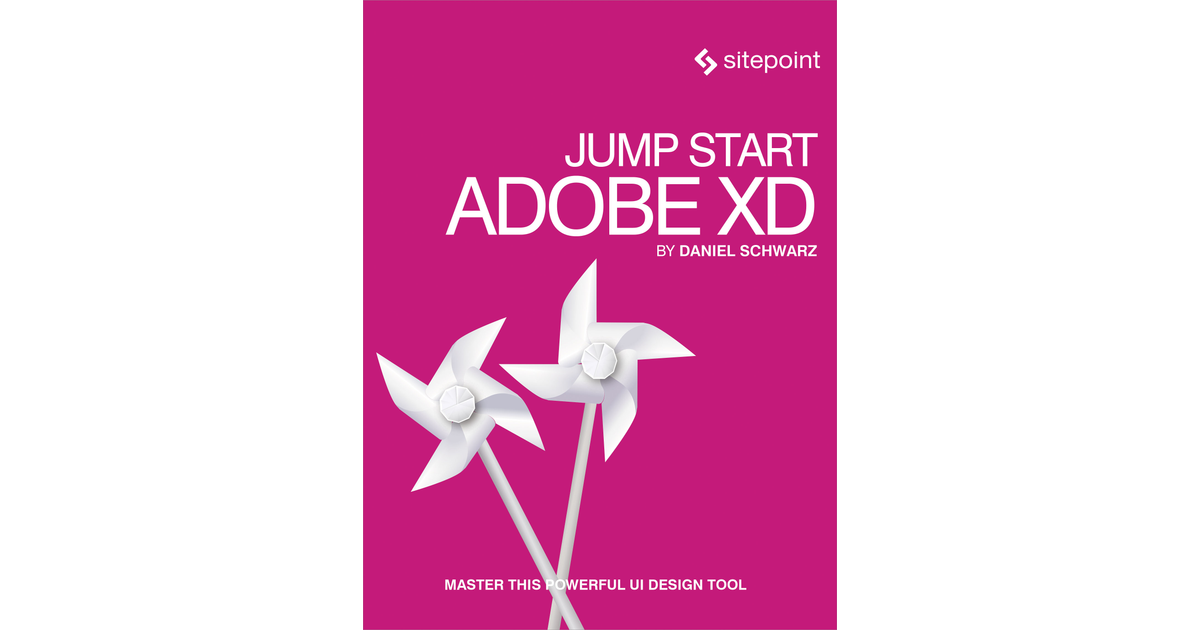 sitepoint
JUMP START
ADOBE XD
BY DANIEL SCHWARZ
MASTER THIS POWERFUL UI DESIGN TOOL